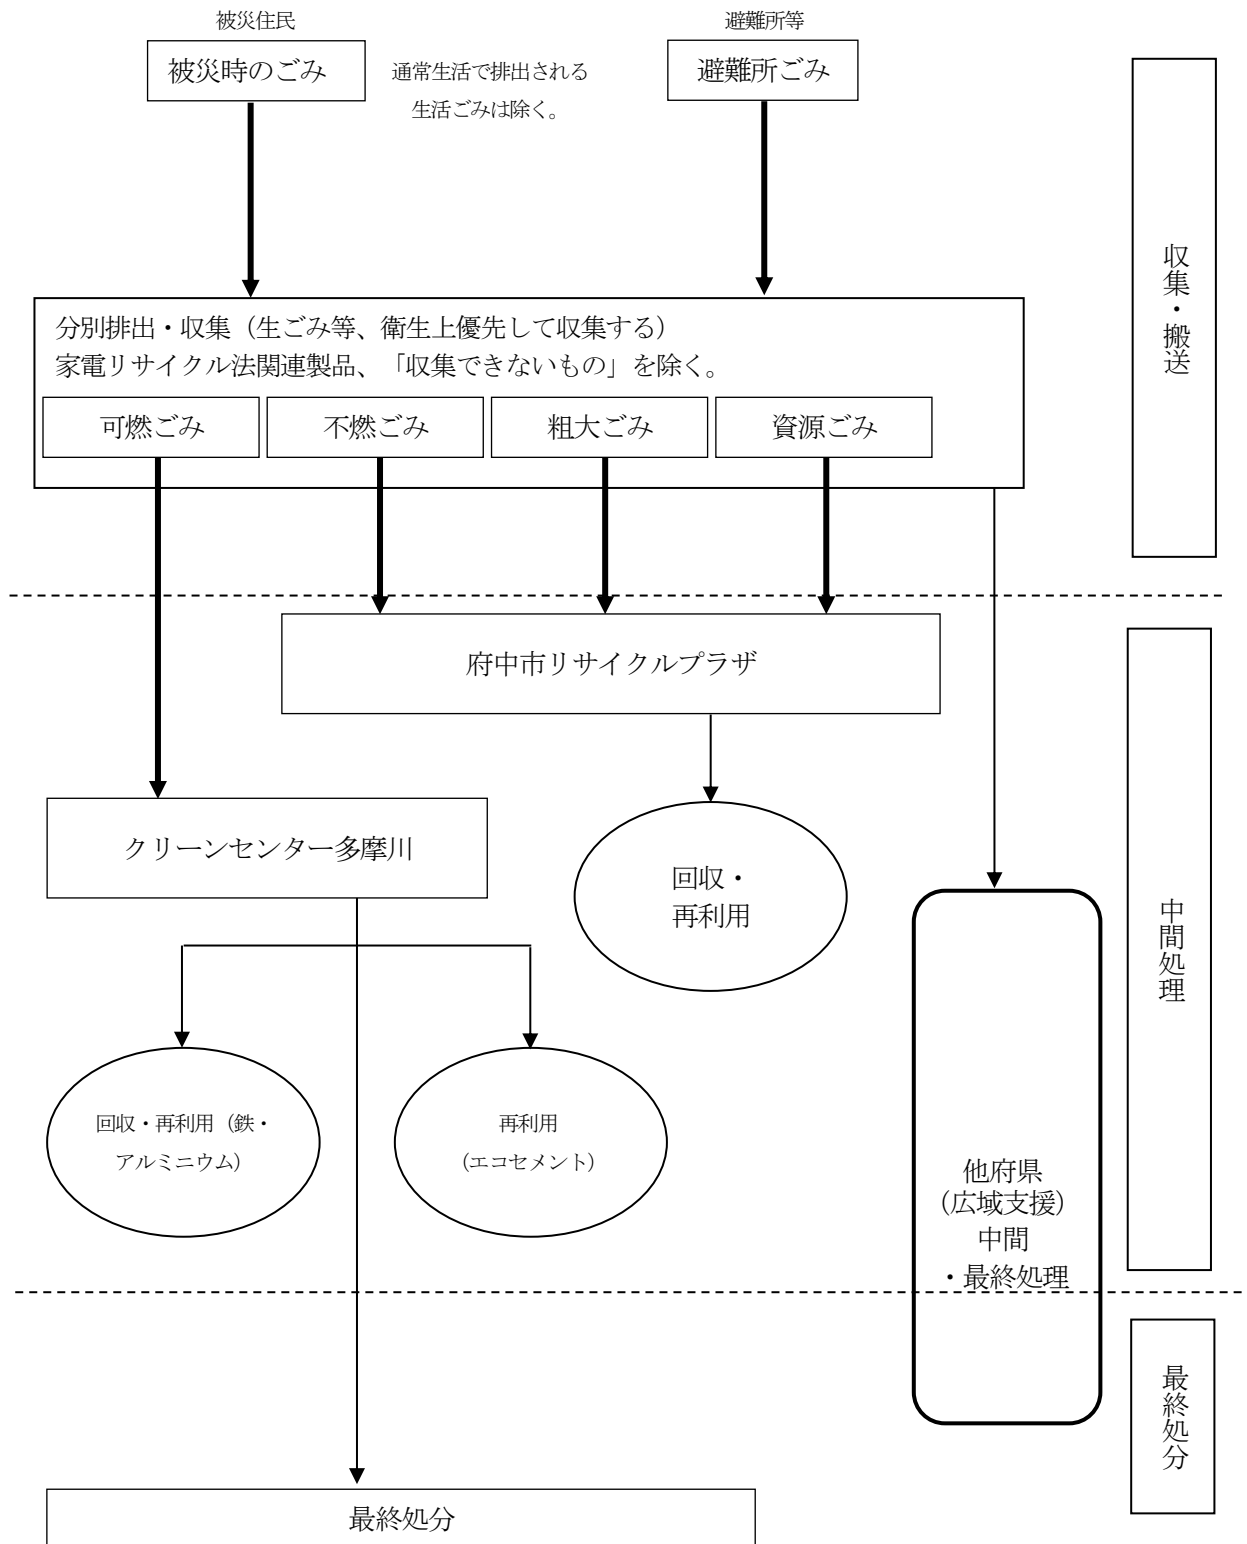 被災住民
避難所等
被災時のごみ
通常生活で排出される
生活ごみは除く。
避難所ごみ
収集・搬送
分別排出・収集（生ごみ等、衛生上優先して収集する）
家電リサイクル法関連製品、「収集できないもの」を除く。
可燃ごみ
不燃ごみ
粗大ごみ
資源ごみ
府中市リサイクルプラザ
クリーンセンター多摩川
回収・
再利用
中間処理
回収・再利用（鉄・
アルミニウム）
再利用
（エコセメント）
他府県
（広域支援）
中間
・最終処理
最終処分
最終処分